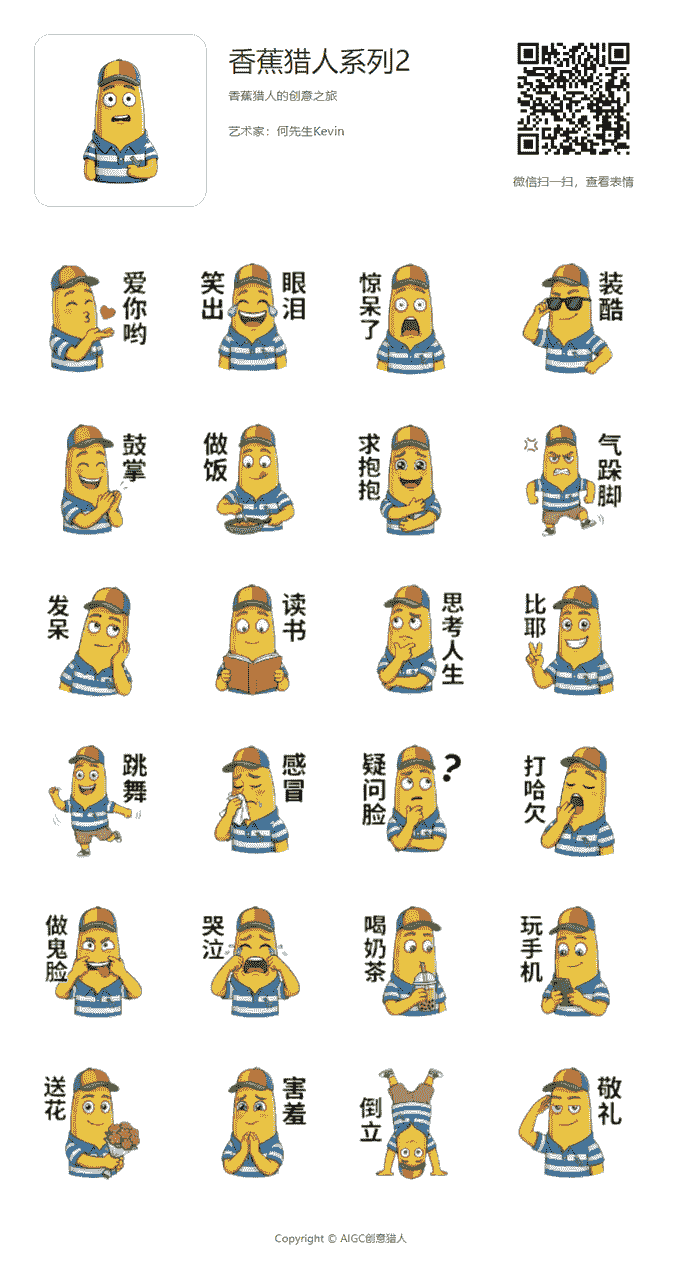 香蕉猎人系列2
香蕉猎人的创意之旅
艺术家：何先生Kevin
微信扫一扫，查看表情
爱你哟
笑出眼泪
惊呆了
装酷
鼓掌
做饭
求抱抱
气跺脚
发呆
读书
思考人生
比耶
跳舞
感冒
疑问脸?
打哈欠
做鬼脸
哭泣
喝奶茶
玩手机
送花
害羞
倒立
敬礼
Copyright © AIGC创意猎人